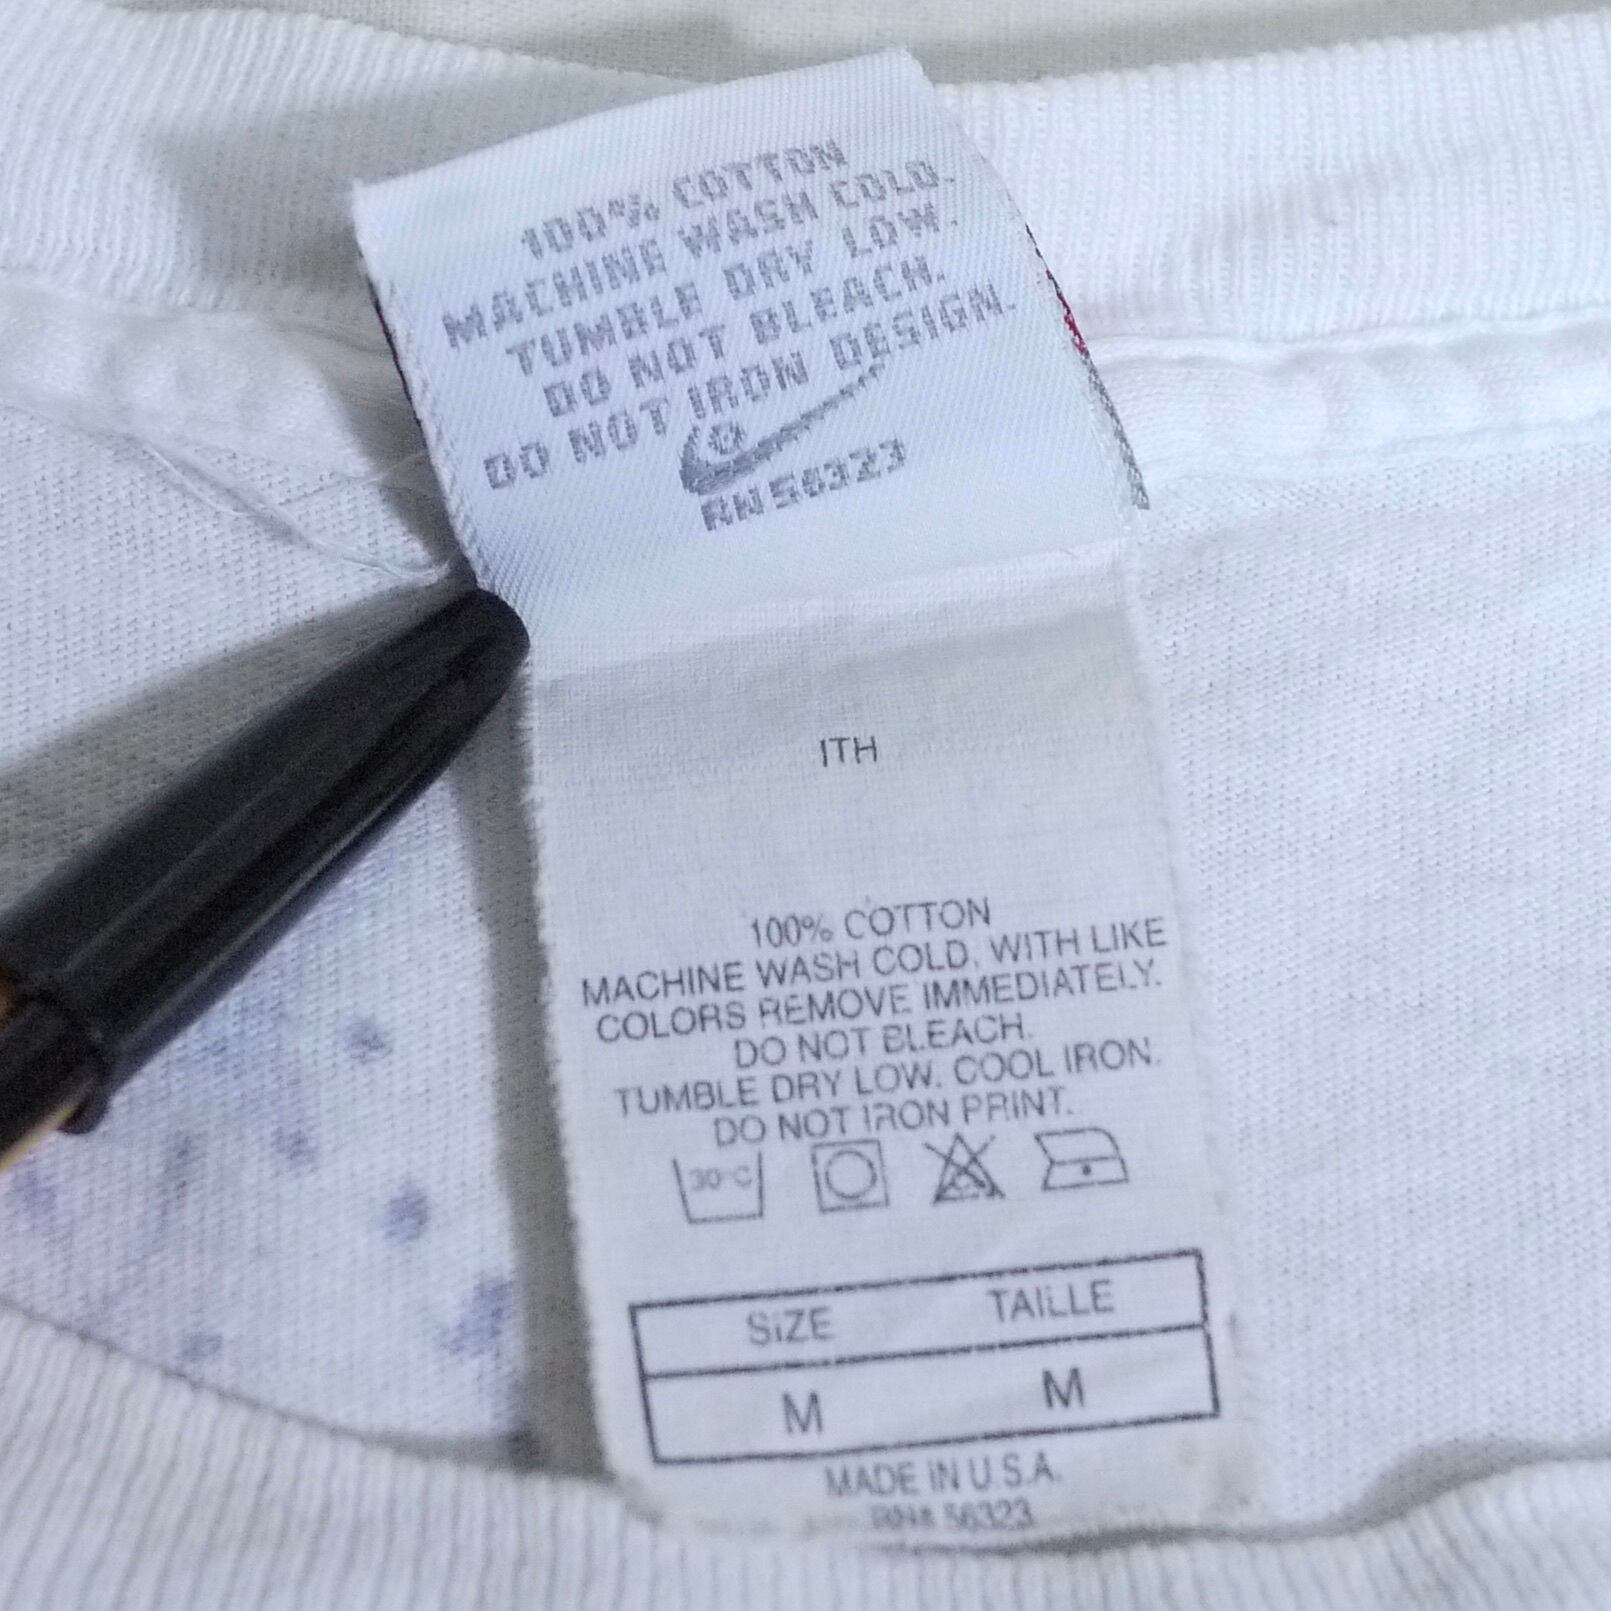 100% COTTON
MACHINE WASH COLD.
TUMBLE DRY LOW.
DO NOT BLEACH.
DO NOT IRON DESIGN.
RN 56323
ITH
100% COTTON
MACHINE WASH COLD, WITH LIKE
COLORS REMOVE IMMEDIATELY.
DO NOT BLEACH.
TUMBLE DRY LOW. COOL IRON.
DO NOT IRON PRINT.
30°C
SiZE TAiLLE
M M
MADE iN U.S.A.
RN# 56323